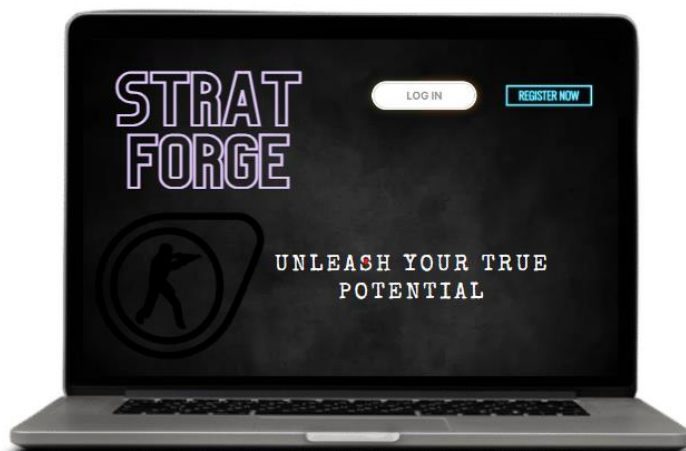 STRAT
FORGE
LOG IN
REGISTER NOW
UNLEASH YOUR TRUE
POTENTIAL